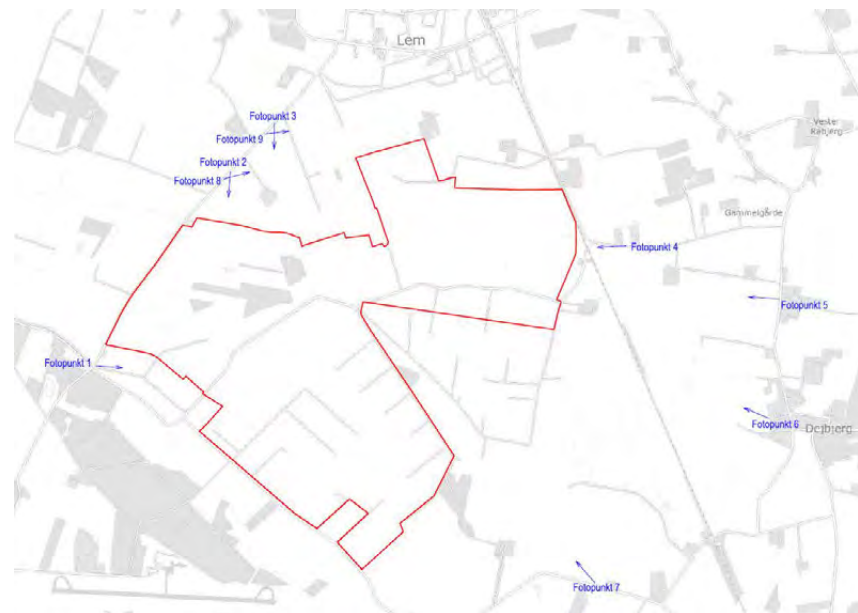 Lem
Fotopunkt 3
Fotopunkt 9
Fotopunkt 2
Fotopunkt 8
Gammelgårde
Fotopunkt 4
Fotopunkt 5
Fotopunkt 1
Fotopunkt 6
Dejbjerg
Fotopunkt 7